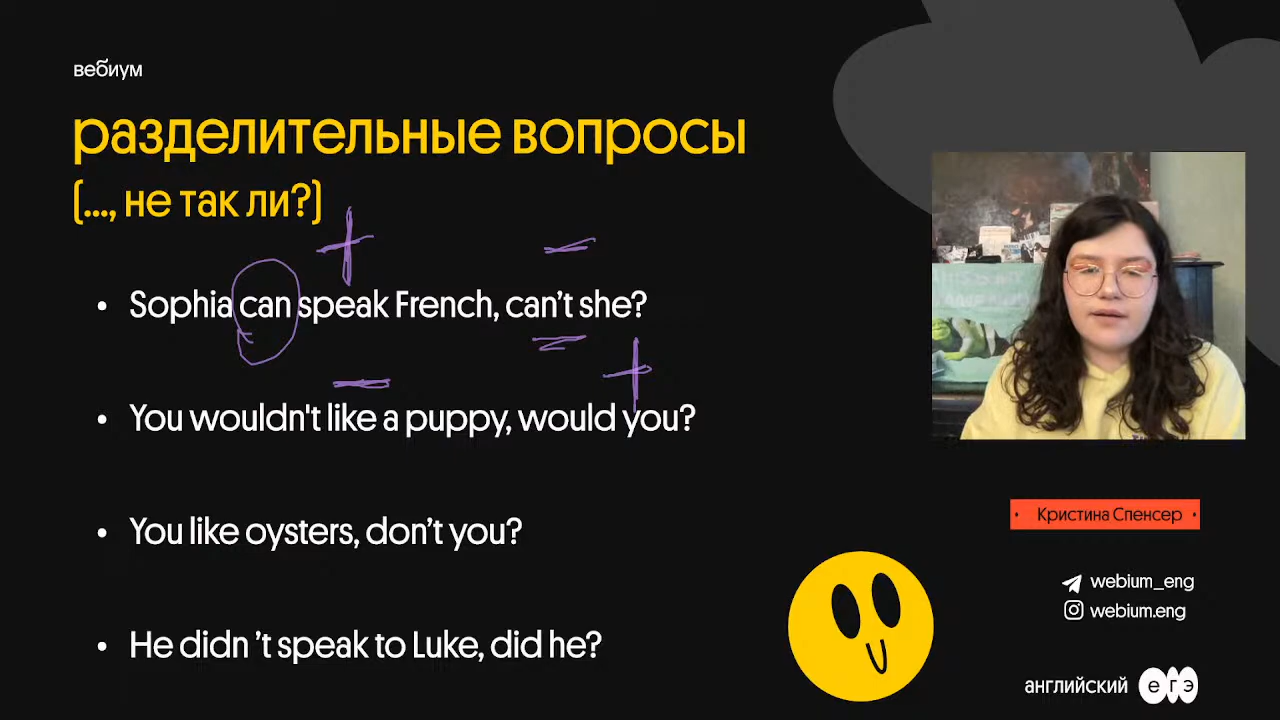 вебиум
разделительные вопросы
(..., не так ли?)
+ −
• Sophia can speak French, can’t she?
− +
• You wouldn't like a puppy, would you?
• You like oysters, don’t you?
• He didn ’t speak to Luke, did he?
• Кристина Спенсер •
webium_eng
webium.eng
английский егэ